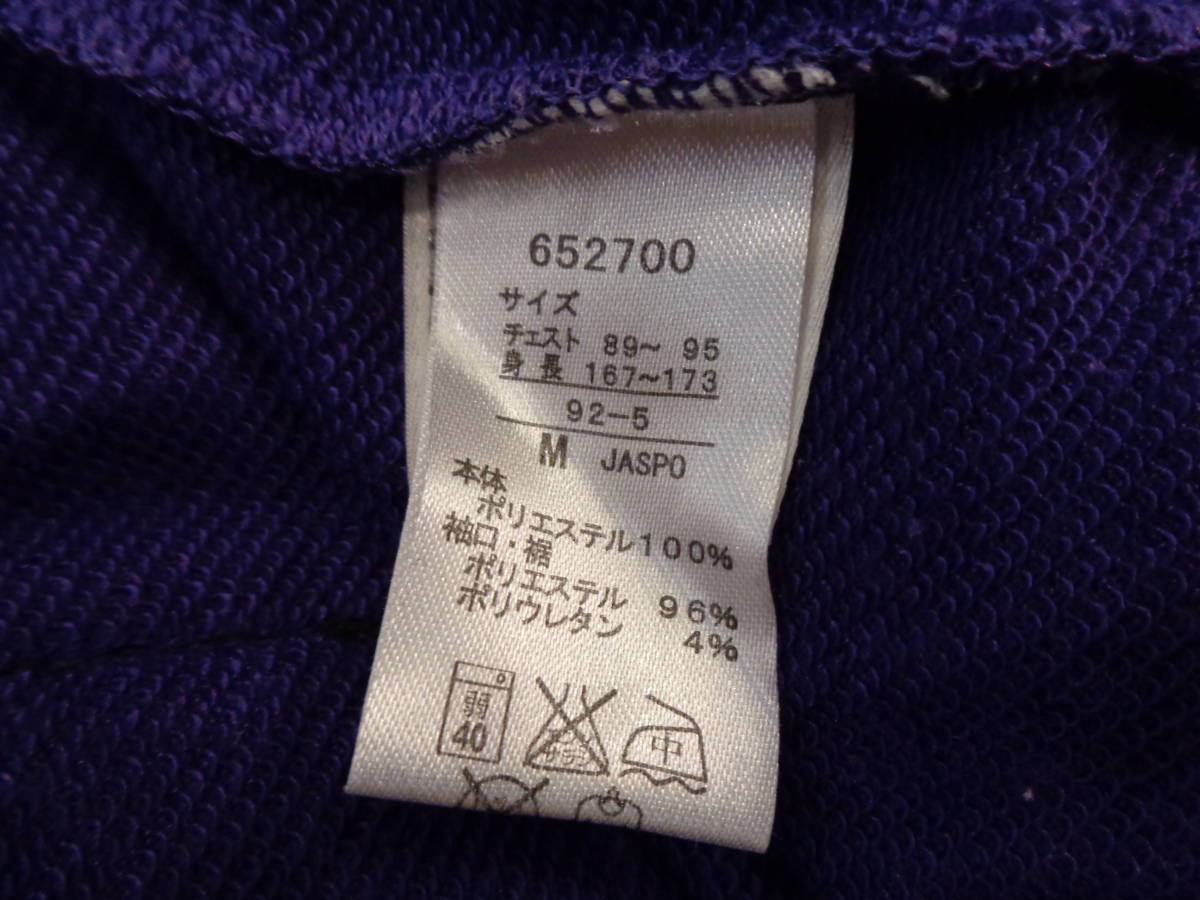 652700
サイズ
チェスト 89～ 95
身長 167～173
92-5
M JASPO
本体
ポリエステル100%
袖口・裾
ポリエステル 96%
ポリウレタン 4%
弱
40
中